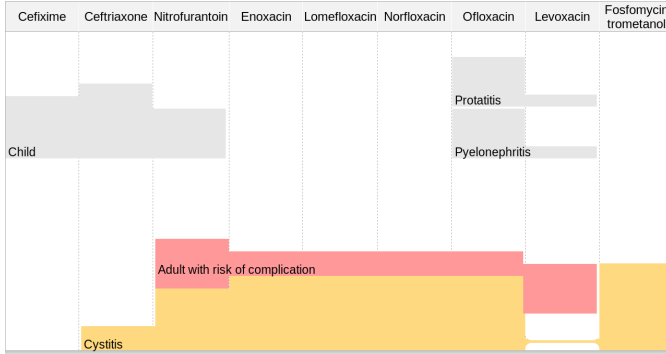 Cefixime
Ceftriaxone
Nitrofurantoin
Enoxacin
Lomefloxacin
Norfloxacin
Ofloxacin
Levoxacin
Fosfomycin
trometanol
Protatitis
Child
Pyelonephritis
Adult with risk of complication
Cystitis